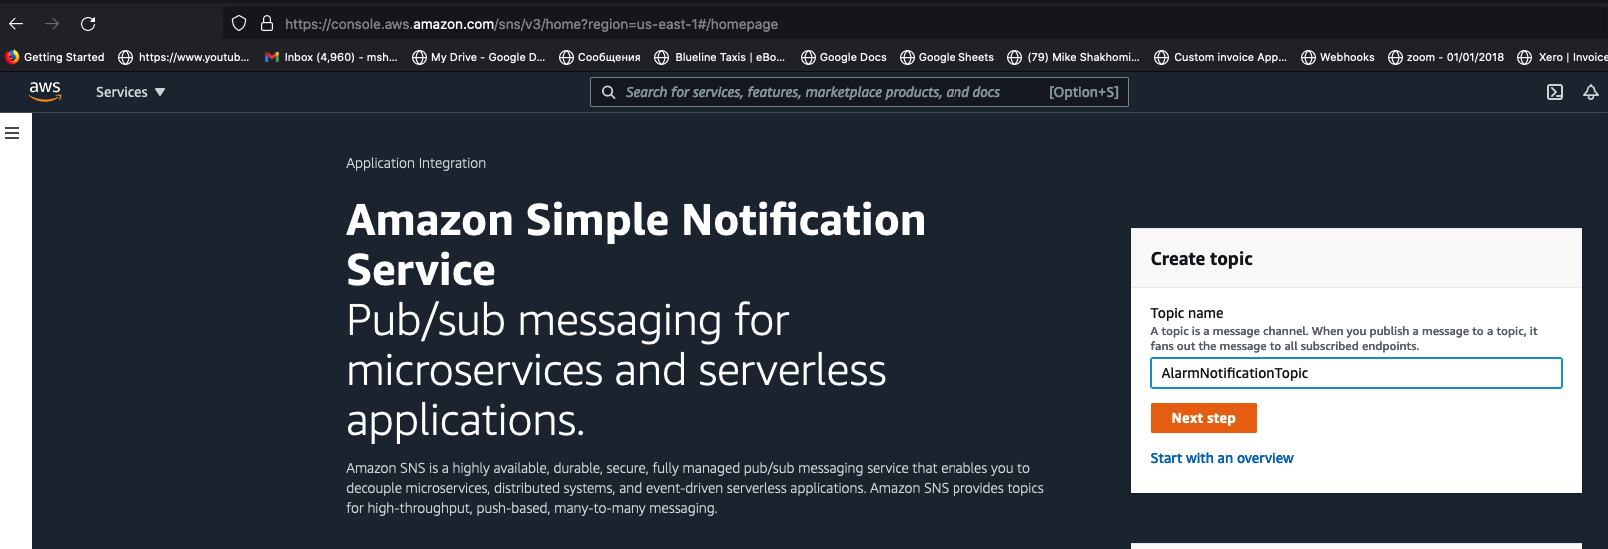 https://console.aws.amazon.com/sns/v3/home?region=us-east-1#/homepage
Getting Started https://www.youtub... Inbox (4,960) - msh... My Drive - Google D... Сообщения Blueline Taxis | eBo... Google Docs Google Sheets (79) Mike Shakhomi... Custom invoice App... Webhooks zoom - 01/01/2018 Xero | Invoice
aws Services Search for services, features, marketplace products, and docs [Option+S]
Application Integration
Amazon Simple Notification
Service
Pub/sub messaging for
microservices and serverless
applications.
Amazon SNS is a highly available, durable, secure, fully managed pub/sub messaging service that enables you to
decouple microservices, distributed systems, and event-driven serverless applications. Amazon SNS provides topics
for high-throughput, push-based, many-to-many messaging.
Create topic
Topic name
A topic is a message channel. When you publish a message to a topic, it
fans out the message to all subscribed endpoints.
AlarmNotificationTopic
Next step
Start with an overview